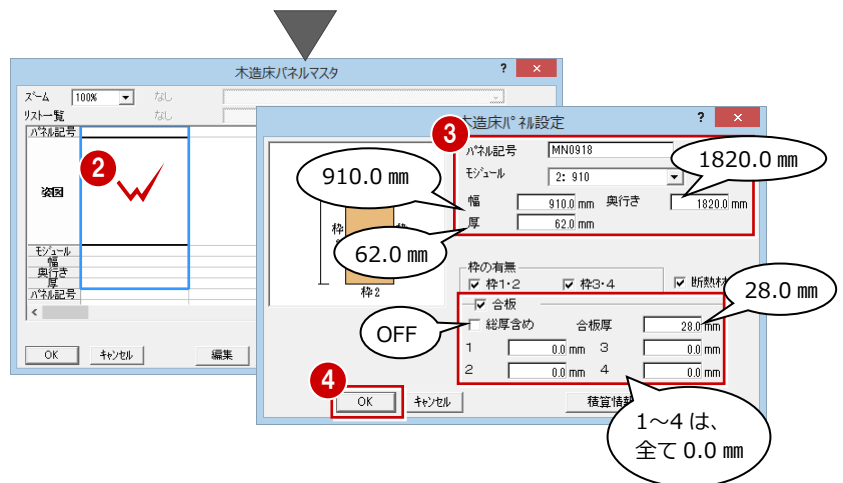 木造床パネルマスタ ? ×
ズーム 100% なし
リスト一覧 なし
パネル記号
2
姿図
モジュール
幅
奥行き
厚
パネル記号
<
OK キャンセル 編集
木造床パネル設定 ? ×
3
パネル記号 MN0918
モジュール 2: 910
幅 910.0 mm 奥行き 1820.0 mm
厚 62.0 mm
910.0 ㎜
1820.0 ㎜
62.0 ㎜
枠
枠2
枠の有無
枠1・2 枠3・4 断熱材
合板
28.0 ㎜
OFF
総厚含め 合板厚 28.0 mm
1 0.0 mm 3 0.0 mm
2 0.0 mm 4 0.0 mm
4
OK キャンセル 積算情報
1～4 は、
全て 0.0 ㎜